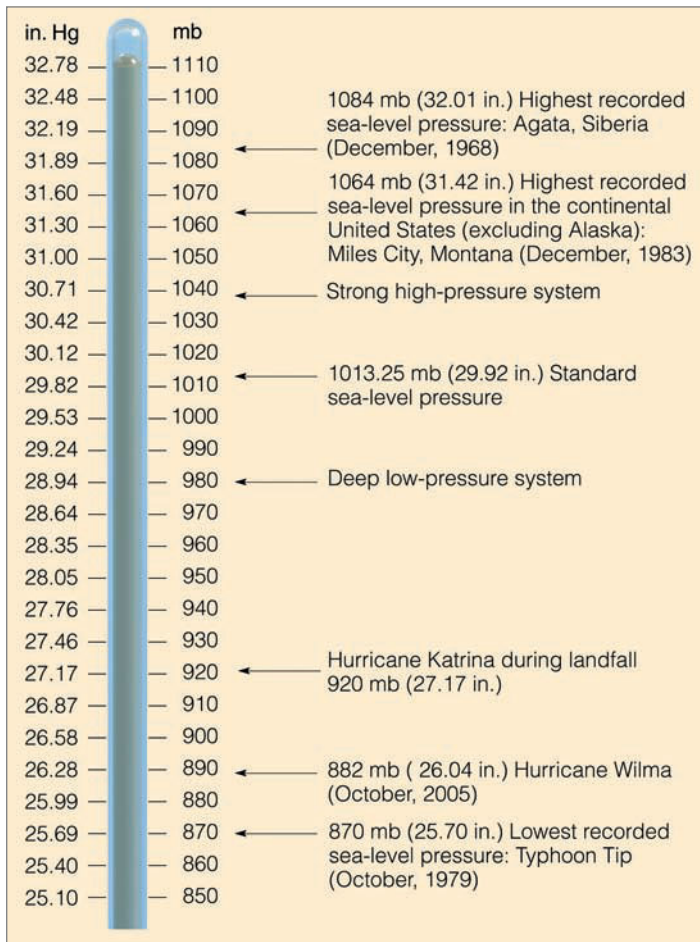 in. Hg mb
32.78 1110
32.48 1100
32.19 1090
31.89 1080
31.60 1070
31.30 1060
31.00 1050
30.71 1040
30.42 1030
30.12 1020
29.82 1010
29.53 1000
29.24 990
28.94 980
28.64 970
28.35 960
28.05 950
27.76 940
27.46 930
27.17 920
26.87 910
26.58 900
26.28 890
25.99 880
25.69 870
25.40 860
25.10 850
1084 mb (32.01 in.) Highest recorded
sea-level pressure: Agata, Siberia
(December, 1968)
1064 mb (31.42 in.) Highest recorded
sea-level pressure in the continental
United States (excluding Alaska):
Miles City, Montana (December, 1983)
Strong high-pressure system
1013.25 mb (29.92 in.) Standard
sea-level pressure
Deep low-pressure system
Hurricane Katrina during landfall
920 mb (27.17 in.)
882 mb ( 26.04 in.) Hurricane Wilma
(October, 2005)
870 mb (25.70 in.) Lowest recorded
sea-level pressure: Typhoon Tip
(October, 1979)